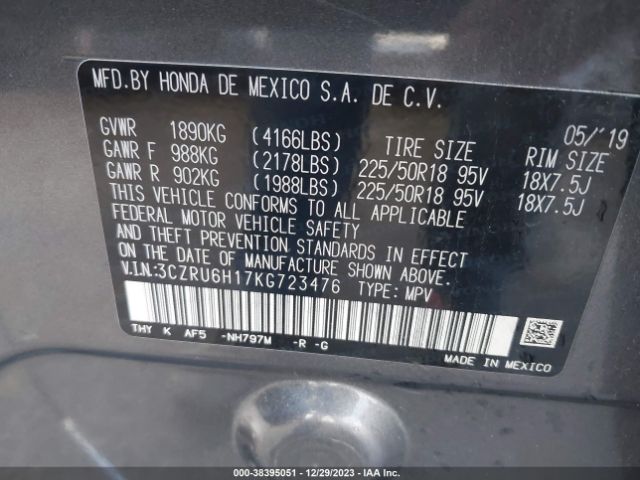 MFD.BY HONDA DE MEXICO S.A. DE C.V.
05/'19
GVWR 1890KG (4166LBS) TIRE SIZE RIM SIZE
GAWR F 988KG (2178LBS) 225/50R18 95V 18X7.5J
GAWR R 902KG (1988LBS) 225/50R18 95V 18X7.5J
THIS VEHICLE CONFORMS TO ALL APPLICABLE
FEDERAL MOTOR VEHICLE SAFETY
AND THEFT PREVENTION STANDARDS IN EFFECT
ON THE DATE OF MANUFACTURE SHOWN ABOVE.
V.I.N:3CZRU6H17KG723476 TYPE: MPV
THY K AF5 -NH797M -R -G
MADE IN MEXICO
000-38395051 - 12/29/2023 - IAA Inc.